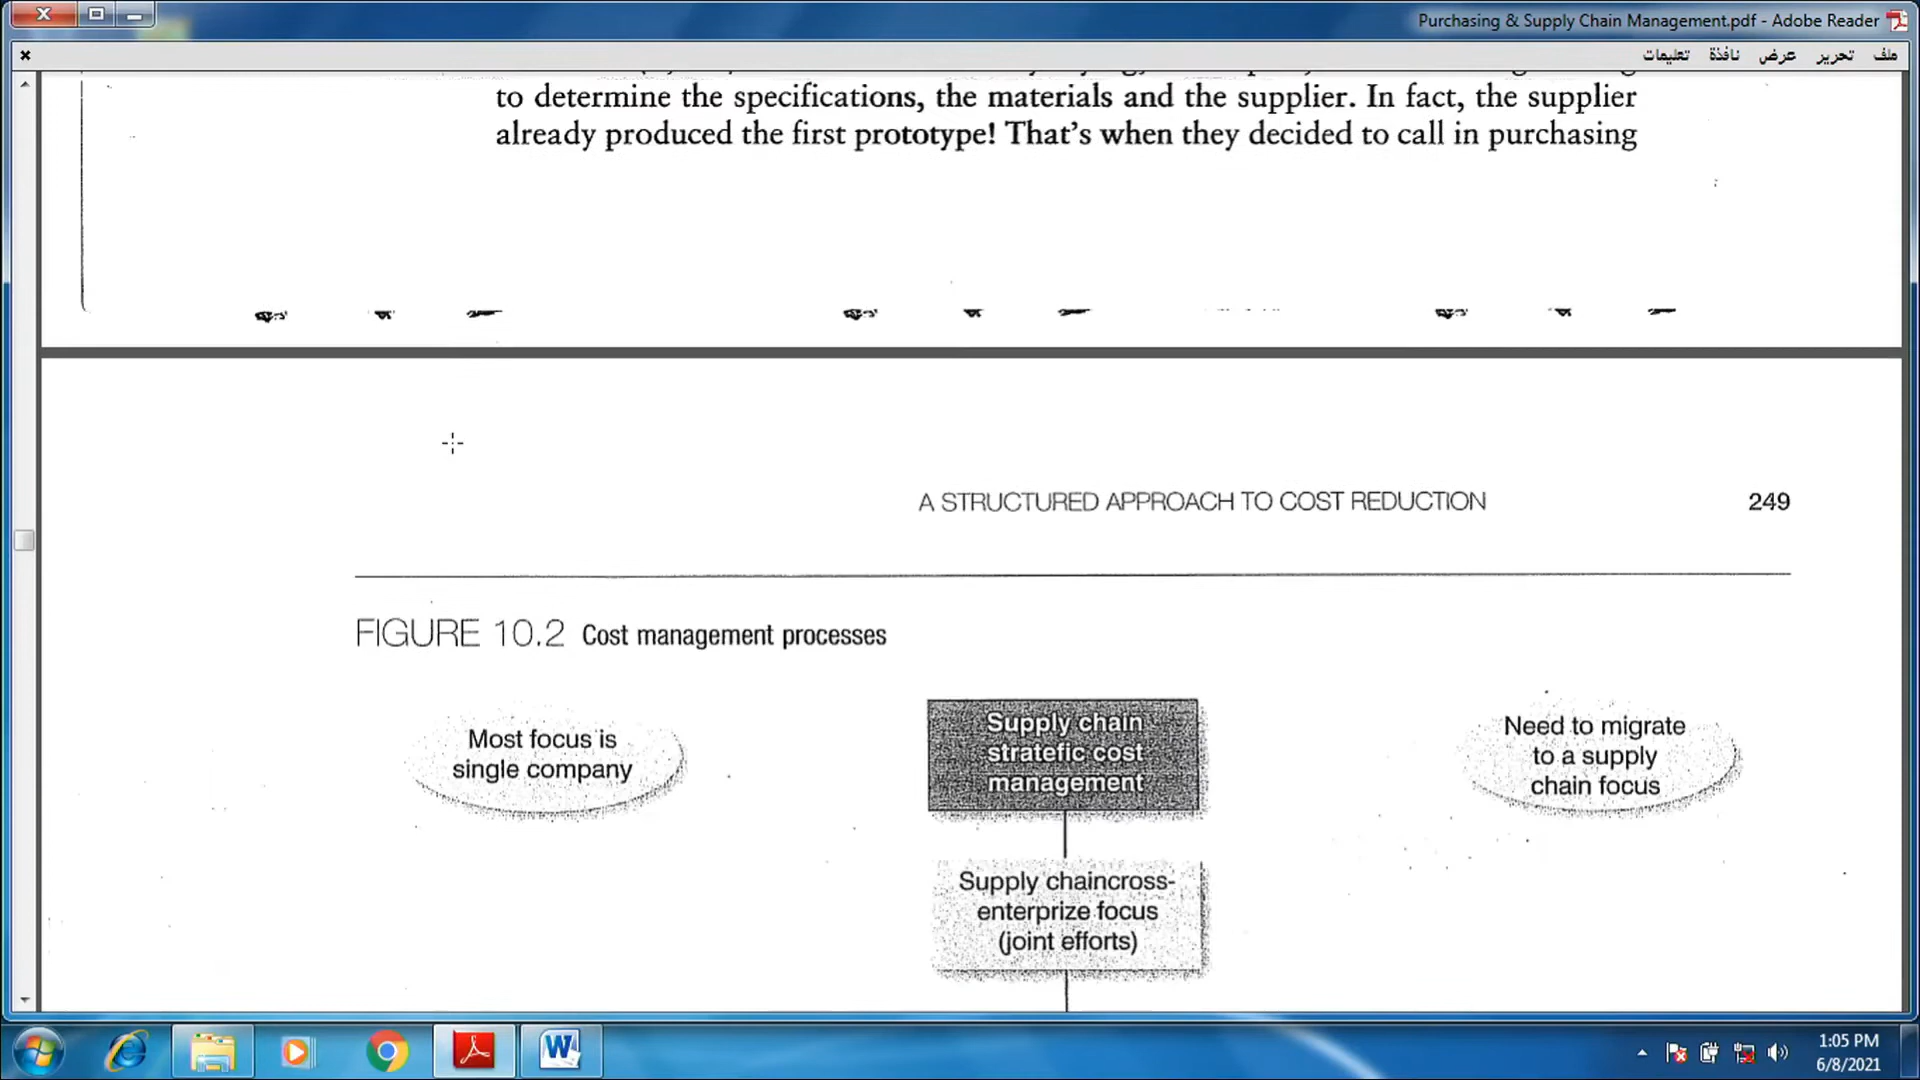 Purchasing & Supply Chain Management.pdf - Adobe Reader
ملف تحرير عرض نافذة تعليمات
to determine the specifications, the materials and the supplier. In fact, the supplier
already produced the first prototype! That's when they decided to call in purchasing
A STRUCTURED APPROACH TO COST REDUCTION 249
FIGURE 10.2 Cost management processes
Most focus is
single company
Supply chain
stratefic cost
management
Need to migrate
to a supply
chain focus
Supply chaincross-
enterprize focus
(joint efforts)
1:05 PM
6/8/2021